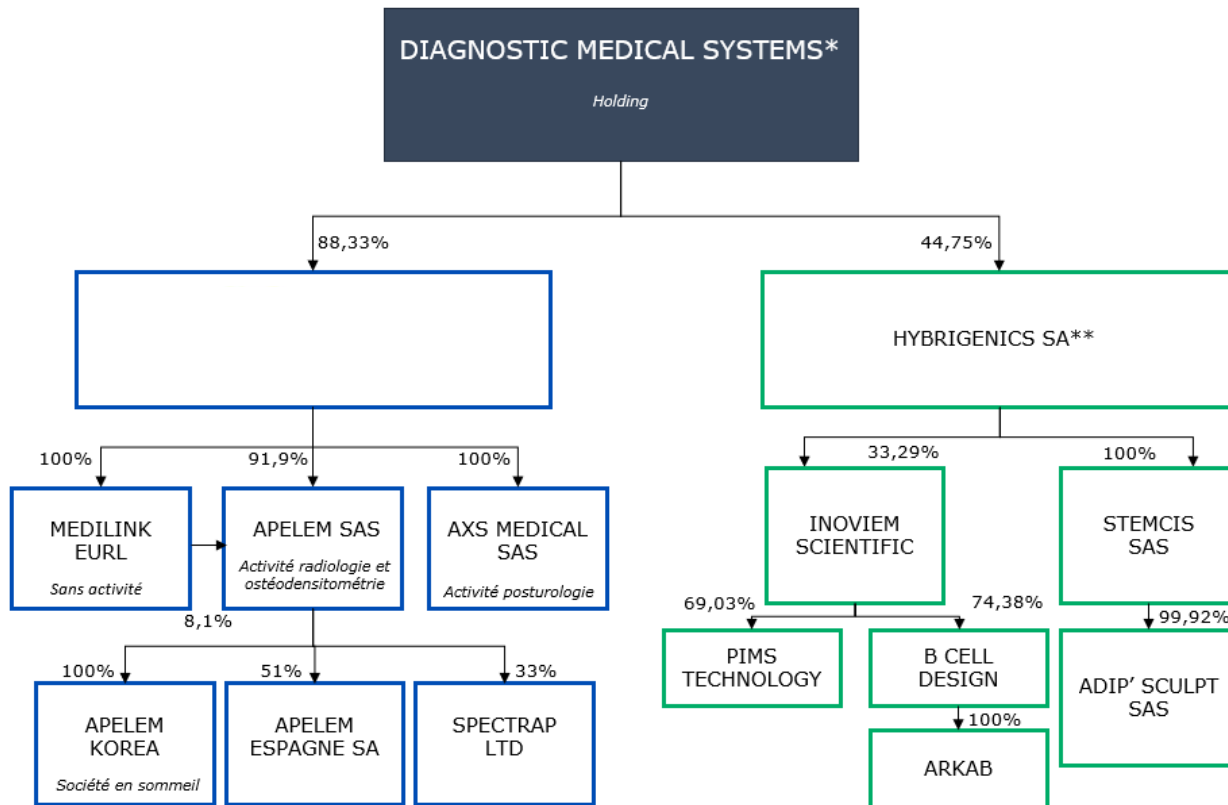 DIAGNOSTIC MEDICAL SYSTEMS*
Holding
88,33%
44,75%
HYBRIGENICS SA**
100%
91,9%
100%
33,29%
100%
MEDILINK
EURL
Sans activité
APELEM SAS
Activité radiologie et
ostéodensitométrie
AXS MEDICAL
SAS
Activité posturologie
INOVIEM
SCIENTIFIC
STEMCIS
SAS
8,1%
69,03%
74,38%
99,92%
100%
51%
33%
PIMS
TECHNOLOGY
B CELL
DESIGN
ADIP’ SCULPT
SAS
APELEM
KOREA
Société en sommeil
APELEM
ESPAGNE SA
SPECTRAP
LTD
100%
ARKAB